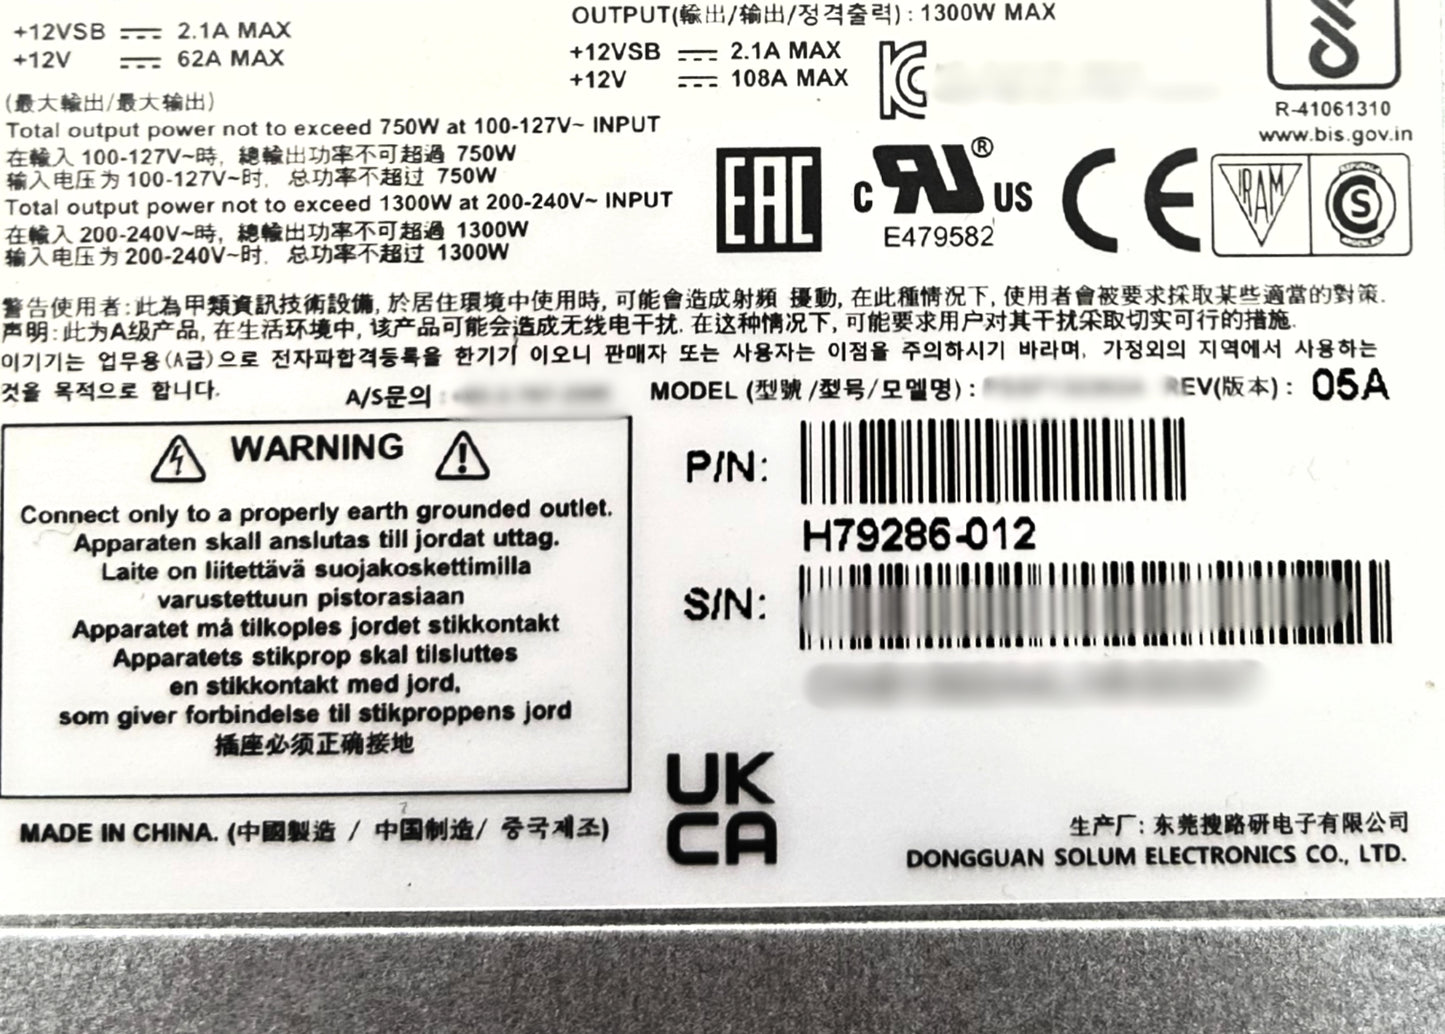 +12VSB 2.1A MAX
+12V 62A MAX
(最大輸出/最大输出)
Total output power not to exceed 750W at 100-127V~ INPUT
在輸入 100-127V~時, 總輸出功率不可超過 750W
输入电压为 100-127V~时, 总功率不超过 750W
Total output power not to exceed 1300W at 200-240V~ INPUT
在輸入 200-240V~時, 總輸出功率不可超過 1300W
输入电压为 200-240V~时, 总功率不超过 1300W
OUTPUT(輸出/输出/정격출력) : 1300W MAX
+12VSB 2.1A MAX
+12V 108A MAX
R-41061310
www.bis.gov.in
EAC
c RU ® US
E479582
CE
IRAM
S
警告使用者:此為甲類資訊技術設備, 於居住環境中使用時, 可能會造成射頻 擾動, 在此種情況下, 使用者會被要求採取某些適當的對策.
声明:此为A级产品, 在生活环境中, 该产品可能会造成无线电干扰. 在这种情况下, 可能要求用户对其干扰采取切实可行的措施.
이기기는 업무용(A급)으로 전자파합격등록을 한기기 이오니 판매자 또는 사용자는 이점을 주의하시기 바라며, 가정외의 지역에서 사용하는
것을 목적으로 합니다.
A/S문의 :
MODEL (型號/型号/모델명) : REV(版本) : 05A
WARNING
Connect only to a properly earth grounded outlet.
Apparaten skall anslutas till jordat uttag.
Laite on liitettävä suojakoskettimilla
varustettuun pistorasiaan
Apparatet må tilkoples jordet stikkontakt
Apparatets stikprop skal tilsluttes
en stikkontakt med jord,
som giver forbindelse til stikproppens jord
插座必须正确接地
P/N:
H79286-012
S/N:
UK
CA
MADE IN CHINA. (中國製造 / 中国制造/ 중국제조)
生产厂: 东莞搜路研电子有限公司
DONGGUAN SOLUM ELECTRONICS CO., LTD.